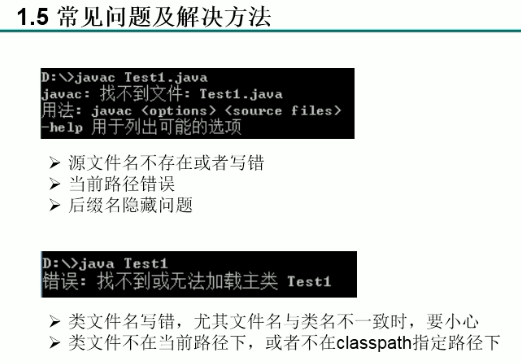 1.5 常见问题及解决方法
D:\>javac Test1.java
javac: 找不到文件: Test1.java
用法: javac <options> <source files>
-help 用于列出可能的选项
➢ 源文件名不存在或者写错
➢ 当前路径错误
➢ 后缀名隐藏问题
D:\>java Test1
错误: 找不到或无法加载主类 Test1
➢ 类文件名写错，尤其文件名与类名不一致时，要小心
➢ 类文件不在当前路径下，或者不在classpath指定路径下